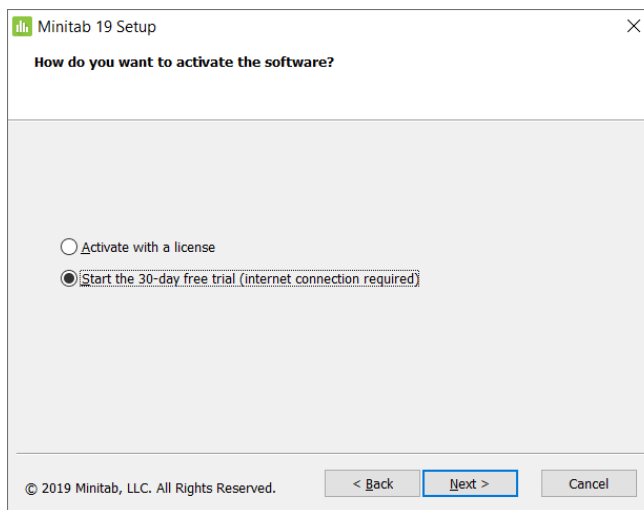 Minitab 19 Setup
How do you want to activate the software?
Activate with a license
Start the 30-day free trial (internet connection required)
© 2019 Minitab, LLC. All Rights Reserved.
< Back
Next >
Cancel